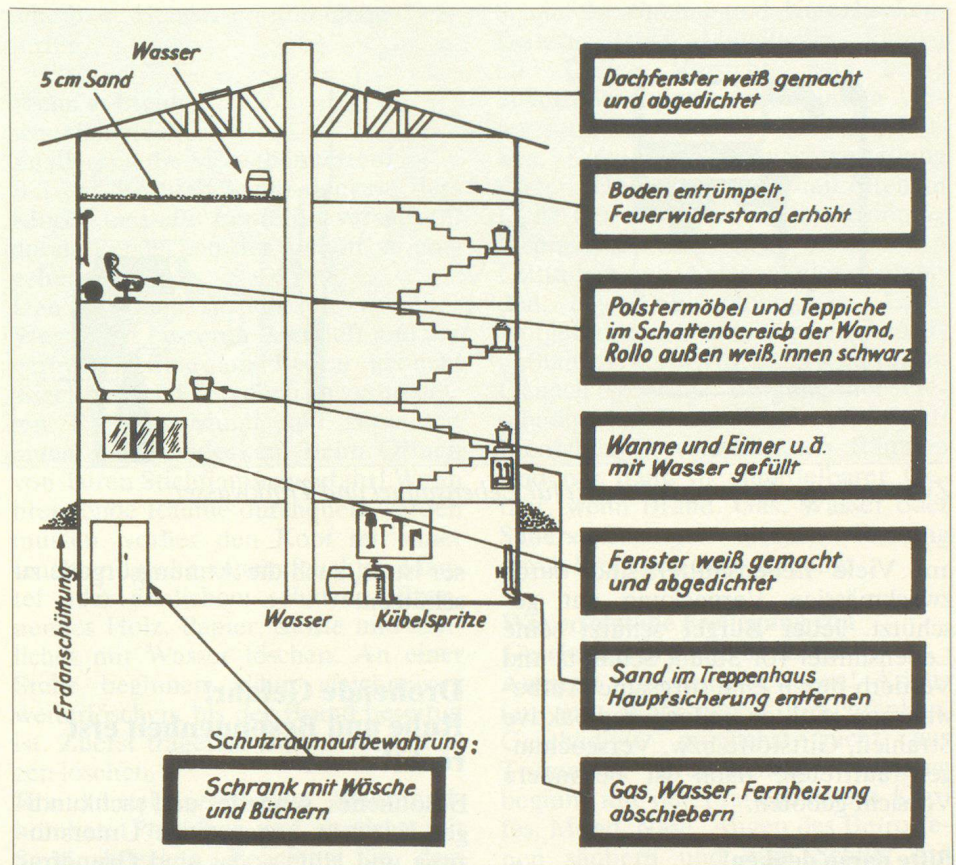 Wasser
5 cm Sand
Dachfenster weiß gemacht
und abgedichtet
Boden entrümpelt,
Feuerwiderstand erhöht
Polstermöbel und Teppiche
im Schattenbereich der Wand,
Rollo außen weiß, innen schwarz
Wanne und Eimer u.ä.
mit Wasser gefüllt
Fenster weiß gemacht
und abgedichtet
Erdanschüttung
Wasser
Kübelspritze
Sand im Treppenhaus
Hauptsicherung entfernen
Schutzraumaufbewahrung:
Schrank mit Wäsche
und Büchern
Gas, Wasser, Fernheizung
abschiebern